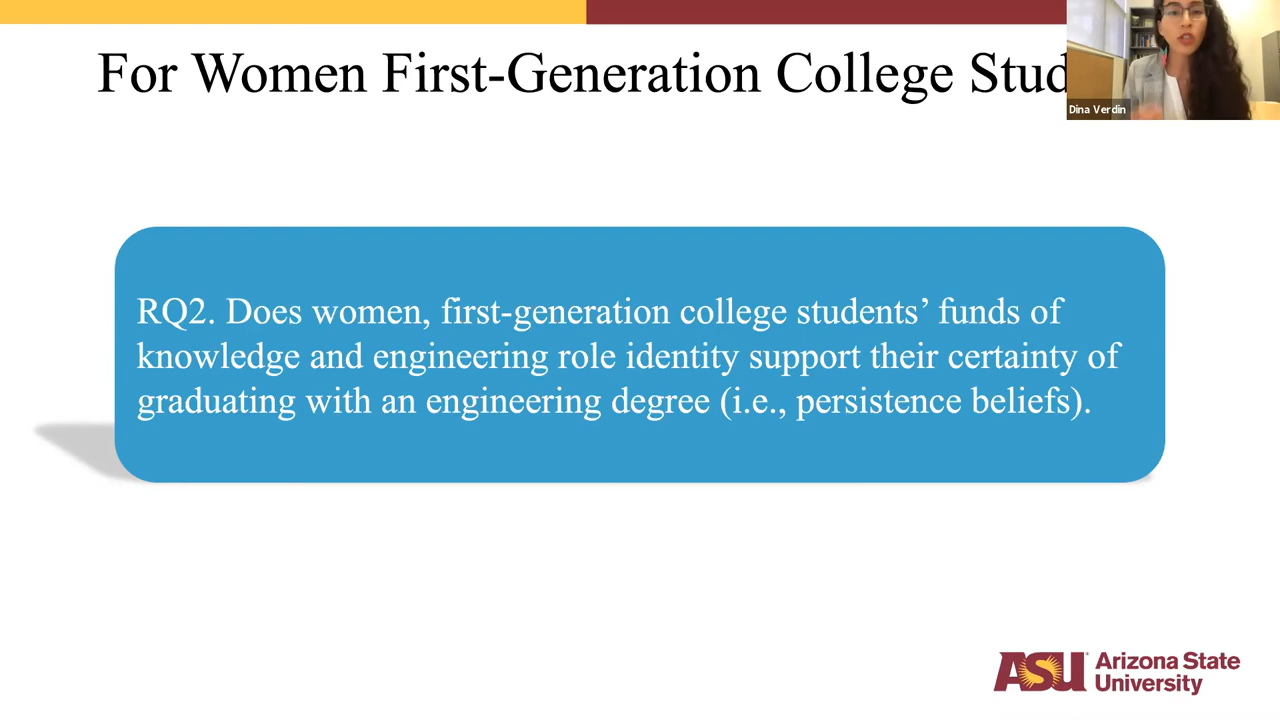 For Women First-Generation College Stud
Dina Verdin
RQ2. Does women, first-generation college students’ funds of
knowledge and engineering role identity support their certainty of
graduating with an engineering degree (i.e., persistence beliefs).
ASU Arizona State
University